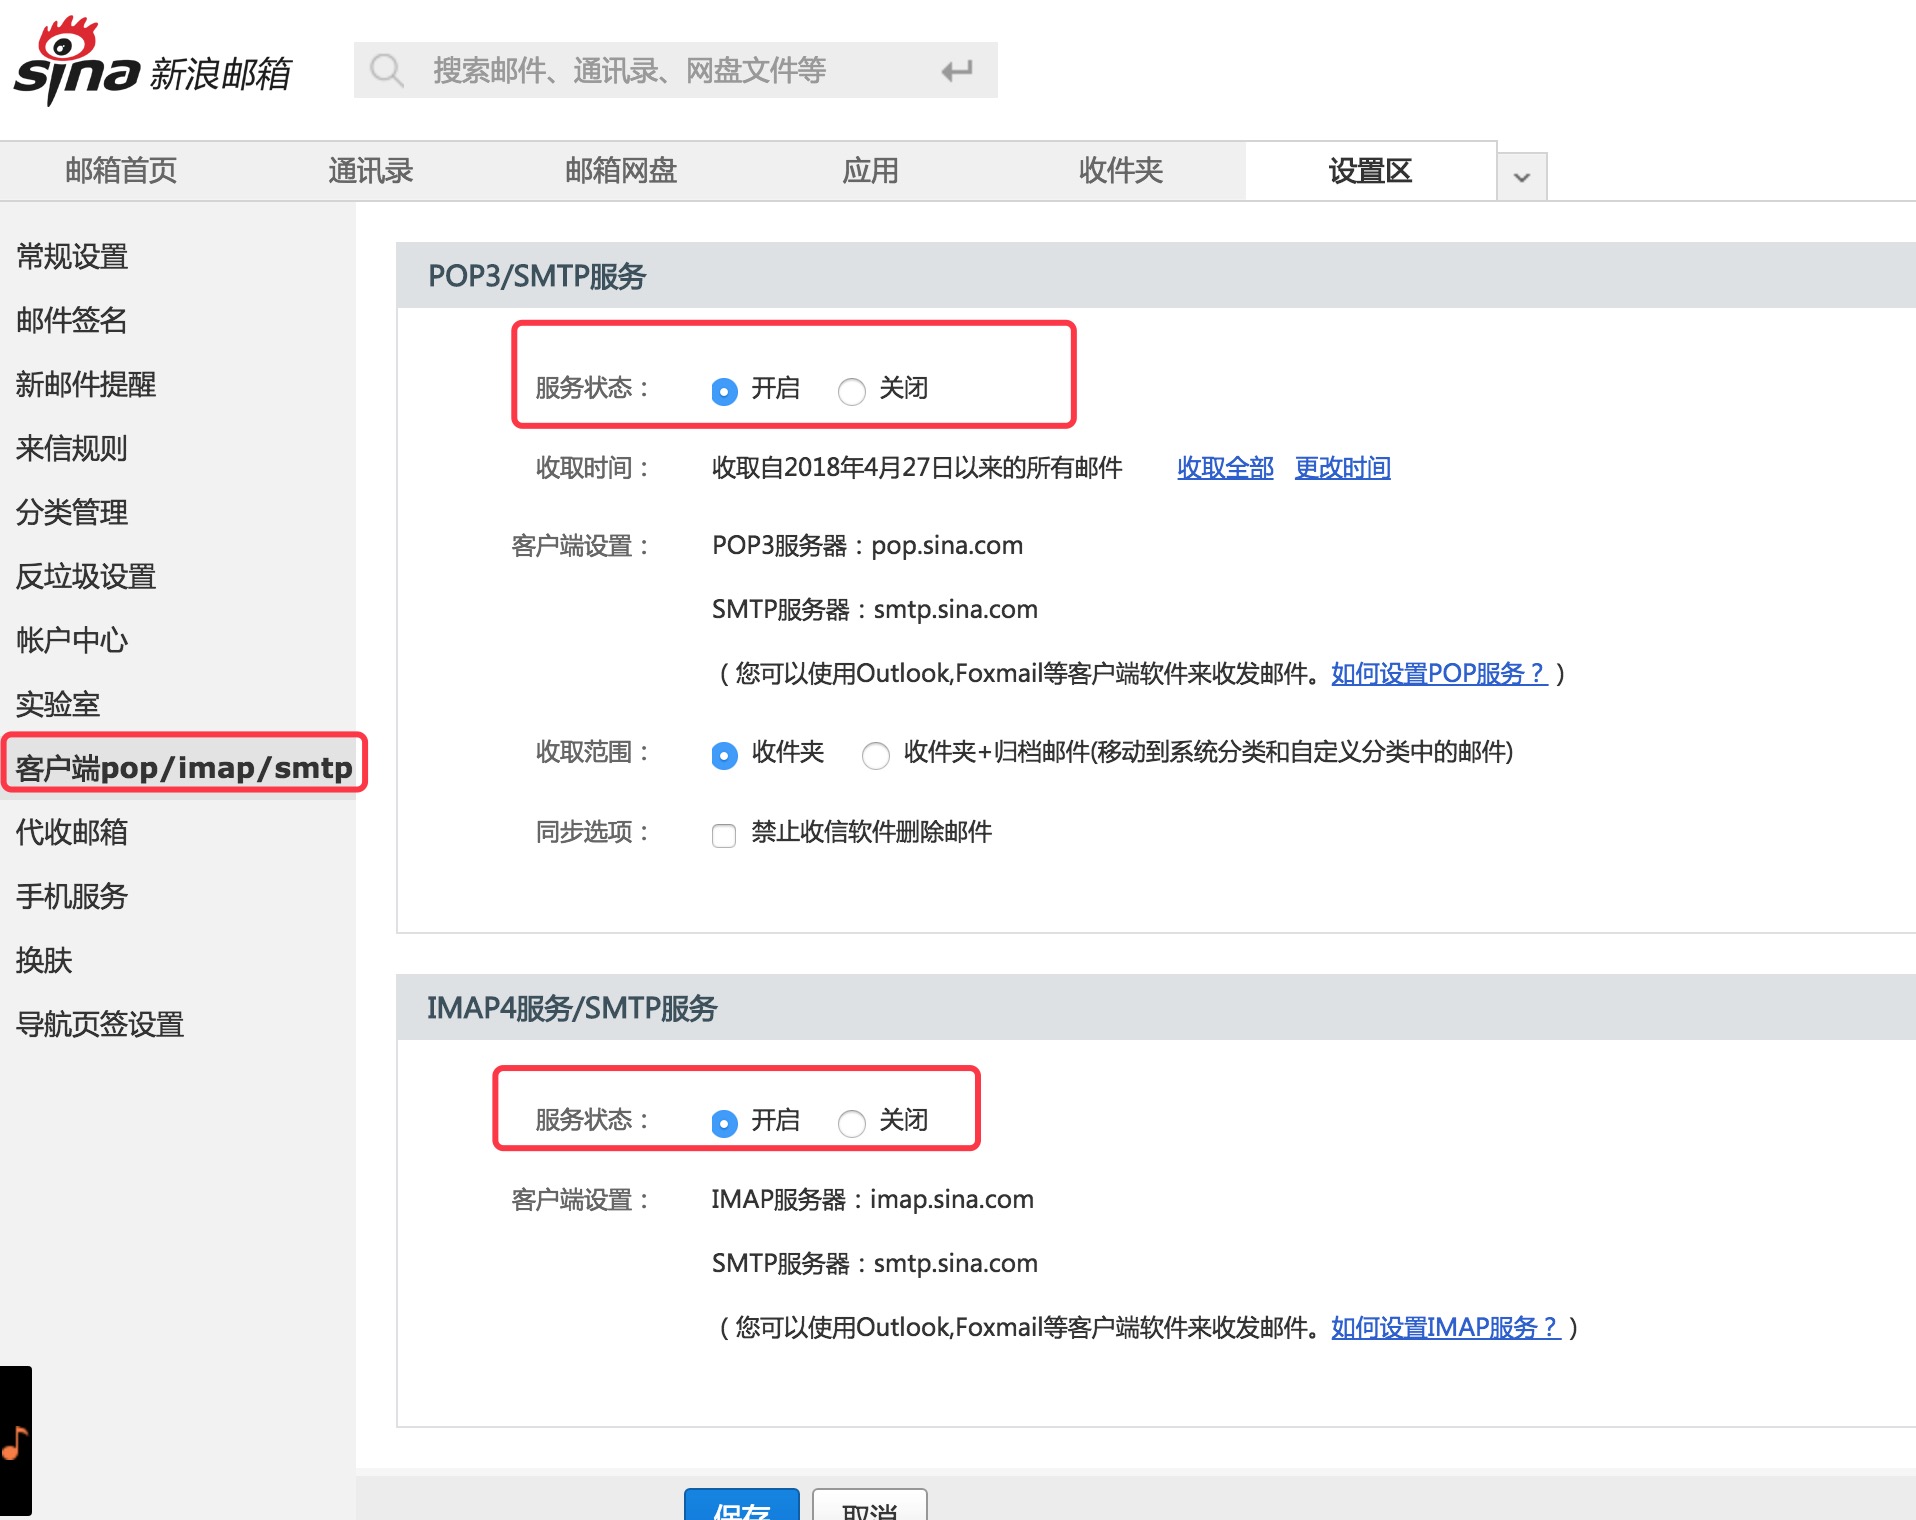 sina 新浪邮箱
搜索邮件、通讯录、网盘文件等
邮箱首页 通讯录 邮箱网盘 应用 收件夹 设置区
常规设置
邮件签名
新邮件提醒
来信规则
分类管理
反垃圾设置
帐户中心
实验室
客户端pop/imap/smtp
代收邮箱
手机服务
换肤
导航页签设置
POP3/SMTP服务
服务状态： 开启 关闭
收取时间： 收取自2018年4月27日以来的所有邮件 收取全部 更改时间
客户端设置： POP3服务器：pop.sina.com
SMTP服务器：smtp.sina.com
（您可以使用Outlook,Foxmail等客户端软件来收发邮件。如何设置POP服务？）
收取范围： 收件夹 收件夹+归档邮件(移动到系统分类和自定义分类中的邮件)
同步选项： 禁止收信软件删除邮件
IMAP4服务/SMTP服务
服务状态： 开启 关闭
客户端设置： IMAP服务器：imap.sina.com
SMTP服务器：smtp.sina.com
（您可以使用Outlook,Foxmail等客户端软件来收发邮件。如何设置IMAP服务？）
保存 取消